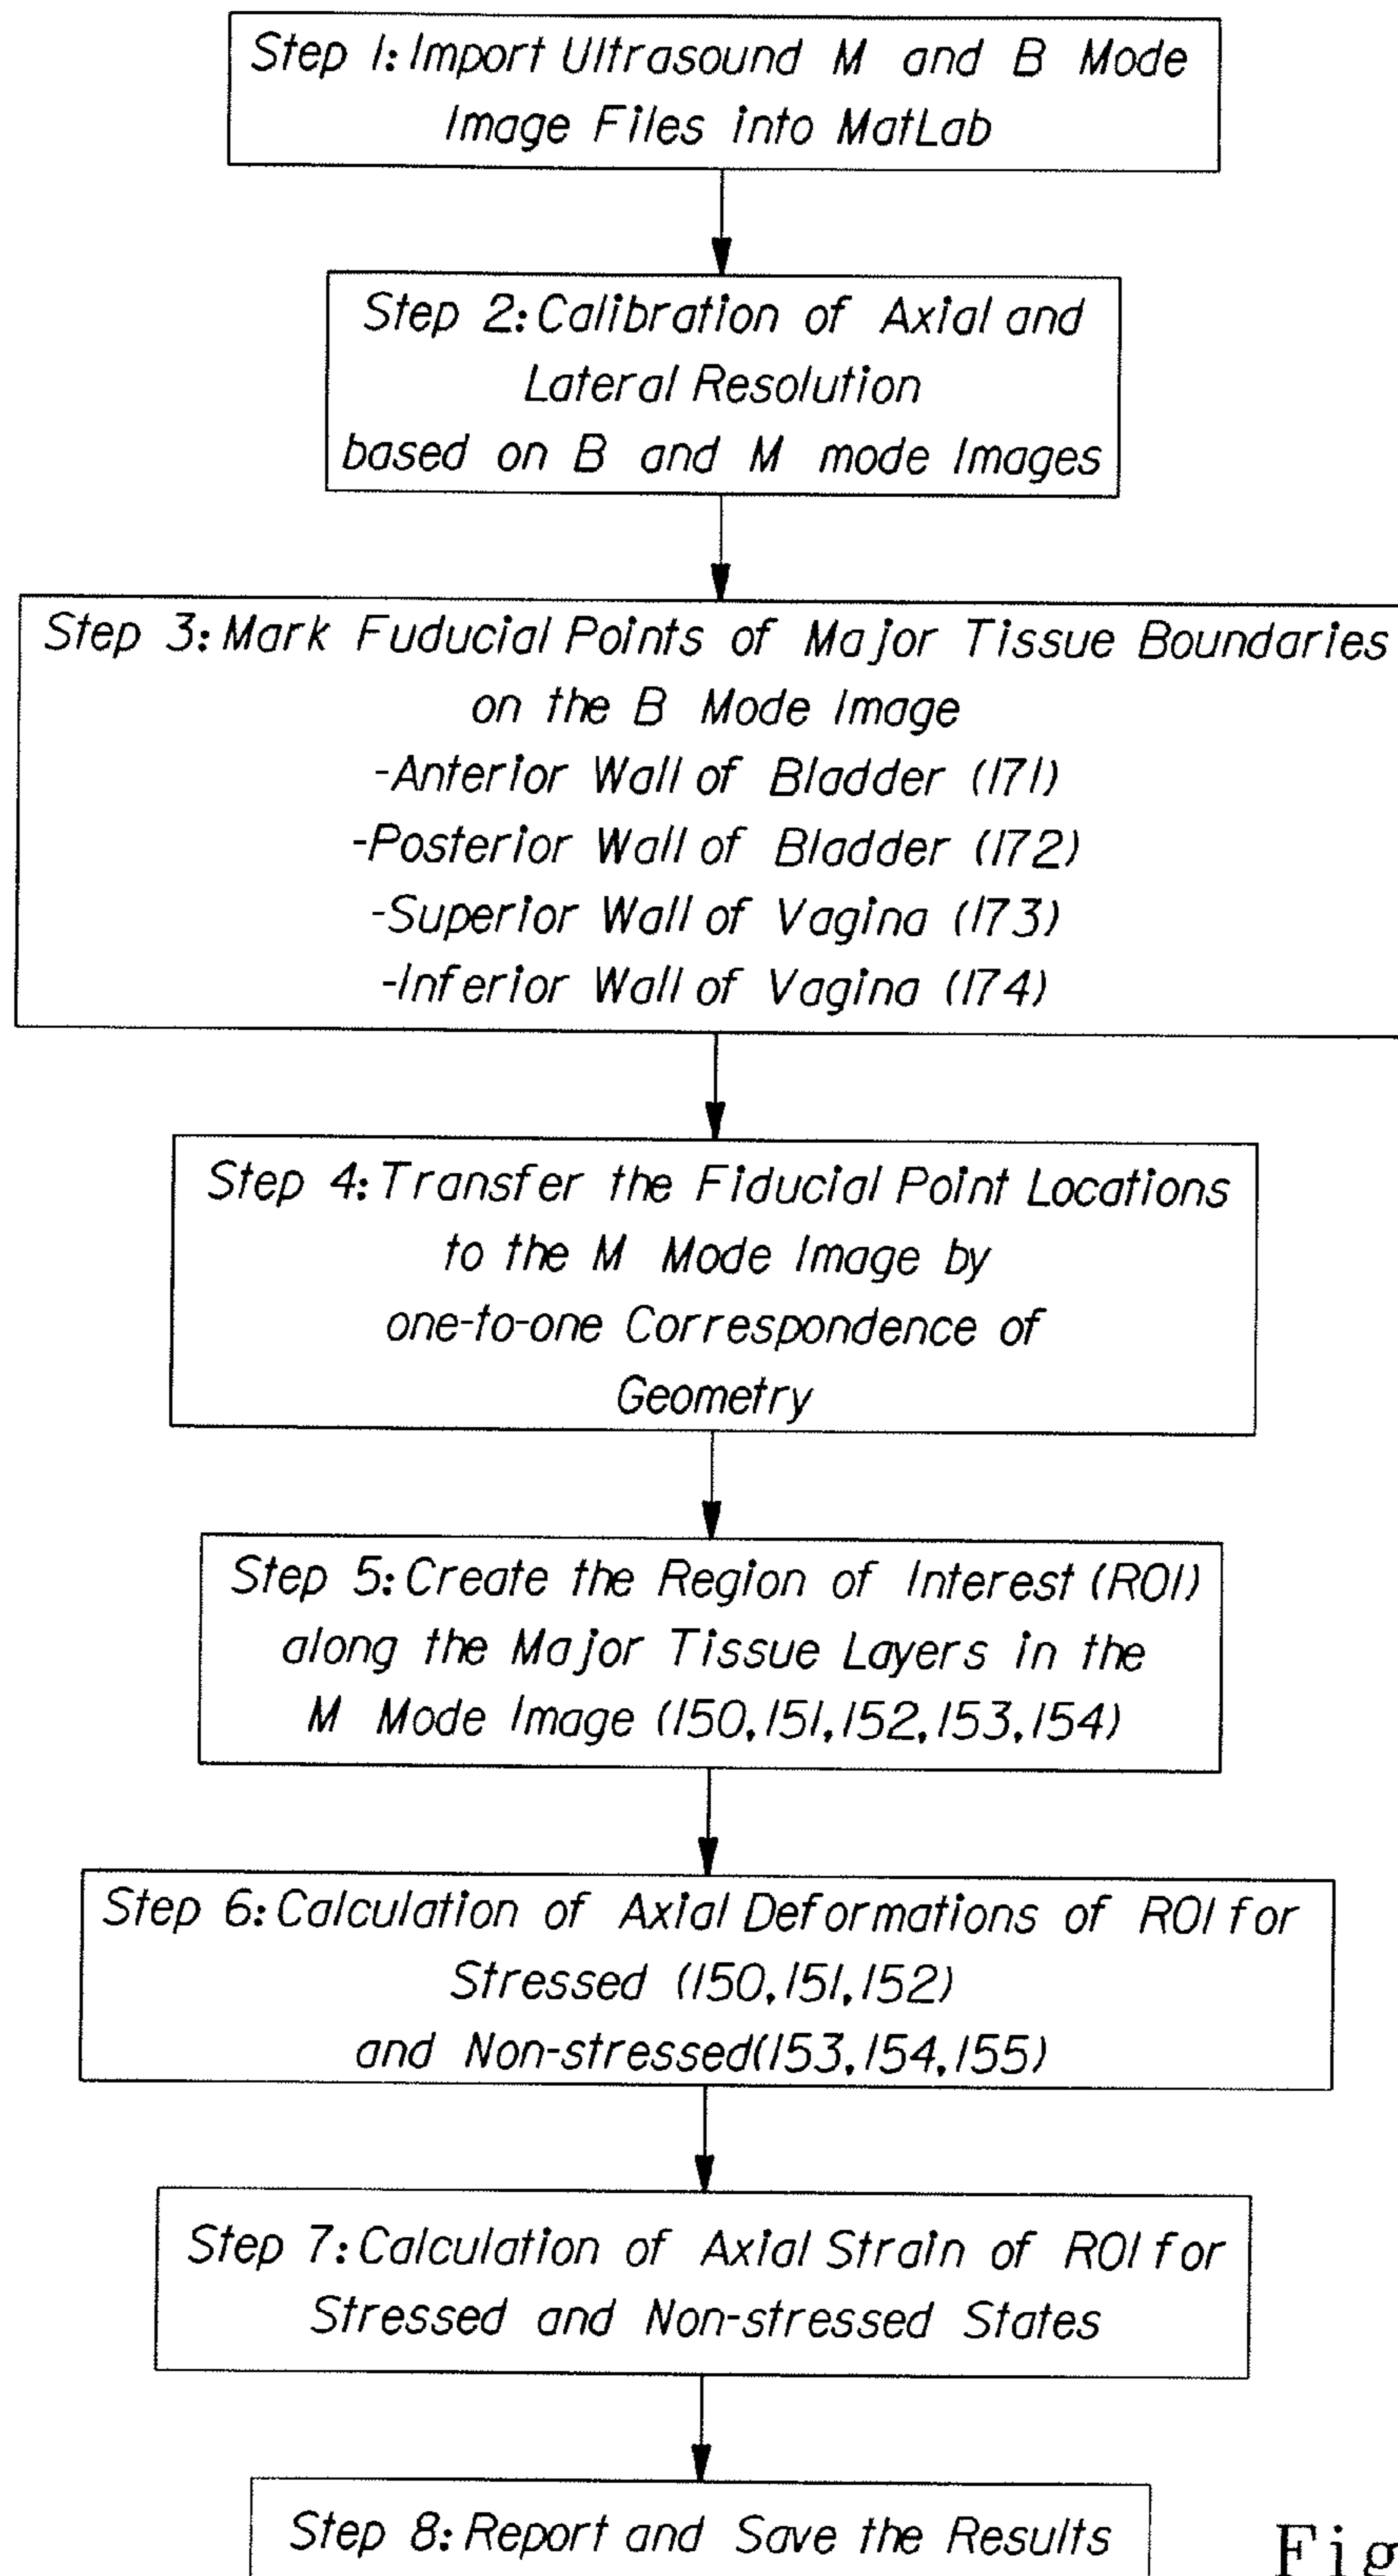 Step 1: Import Ultrasound M and B Mode
Image Files into MatLab
Step 2: Calibration of Axial and
Lateral Resolution
based on B and M mode Images
Step 3: Mark Fuducial Points of Major Tissue Boundaries
on the B Mode Image
-Anterior Wall of Bladder (171)
-Posterior Wall of Bladder (172)
-Superior Wall of Vagina (173)
-Inferior Wall of Vagina (174)
Step 4: Transfer the Fiducial Point Locations
to the M Mode Image by
one-to-one Correspondence of
Geometry
Step 5: Create the Region of Interest (ROI)
along the Major Tissue Layers in the
M Mode Image (150,151,152,153,154)
Step 6: Calculation of Axial Deformations of ROI for
Stressed (150,151,152)
and Non-stressed(153,154,155)
Step 7: Calculation of Axial Strain of ROI for
Stressed and Non-stressed States
Step 8: Report and Save the Results
Fig